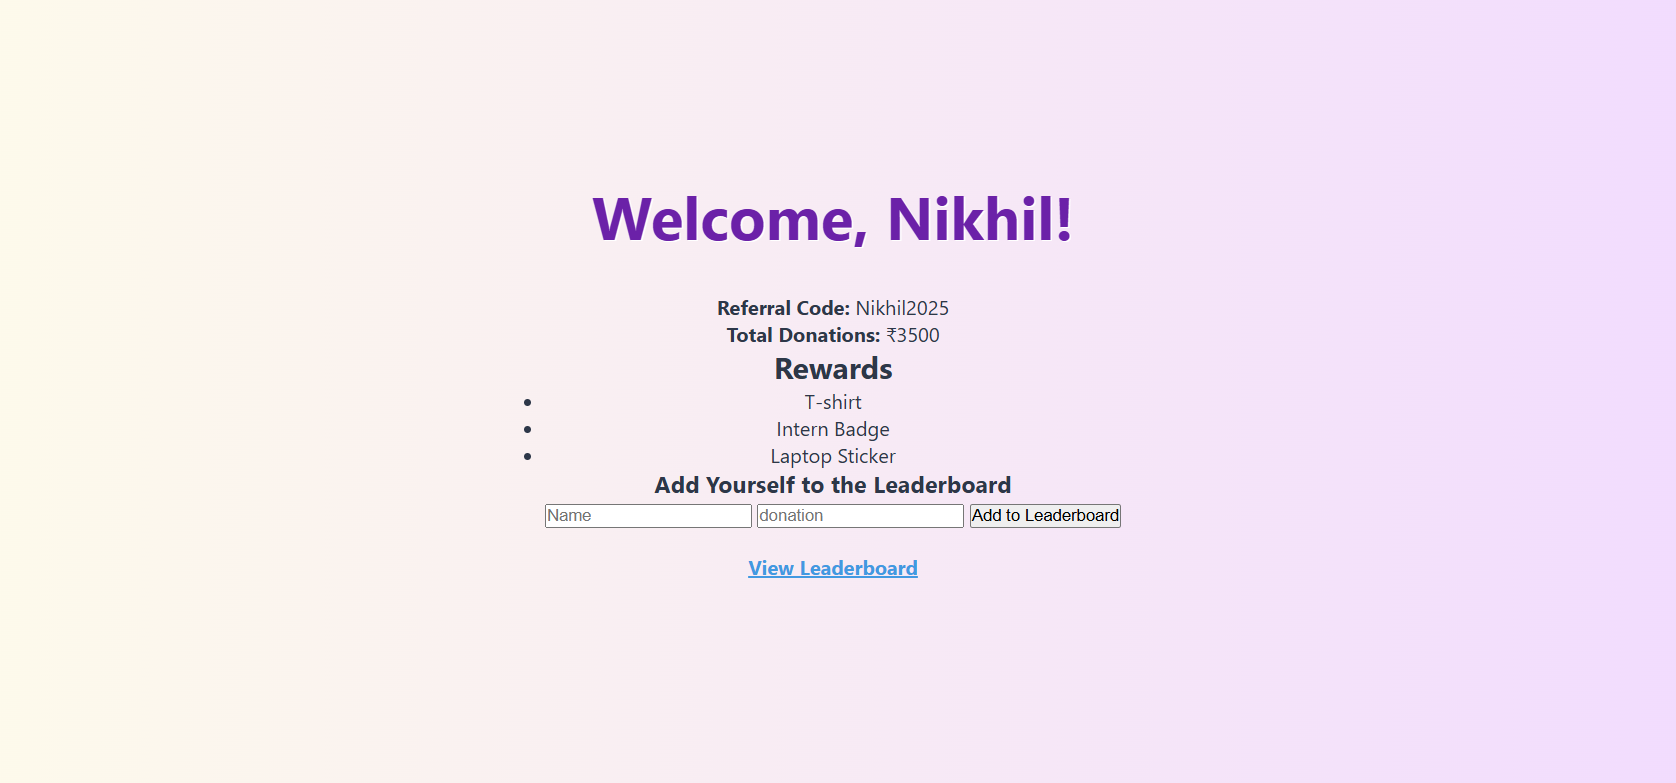 Welcome, Nikhil!
Referral Code: Nikhil2025
Total Donations: ₹3500
Rewards
• T-shirt
• Intern Badge
• Laptop Sticker
Add Yourself to the Leaderboard
Name donation Add to Leaderboard
View Leaderboard